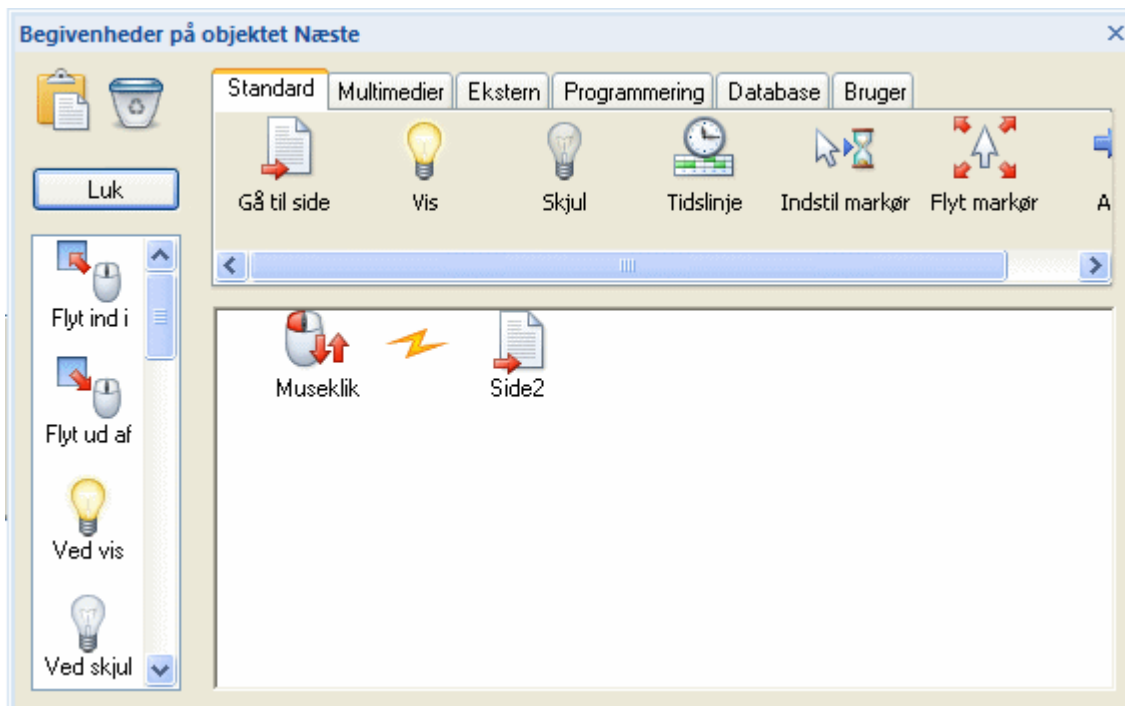 Begivenheder på objektet Næste
Standard Multimedier Ekstern Programmering Database Bruger
Gå til side Vis Skjul Tidslinje Indstil markør Flyt markør A
Luk
Flyt ind i
Flyt ud af
Ved vis
Ved skjul
Museklik Side2